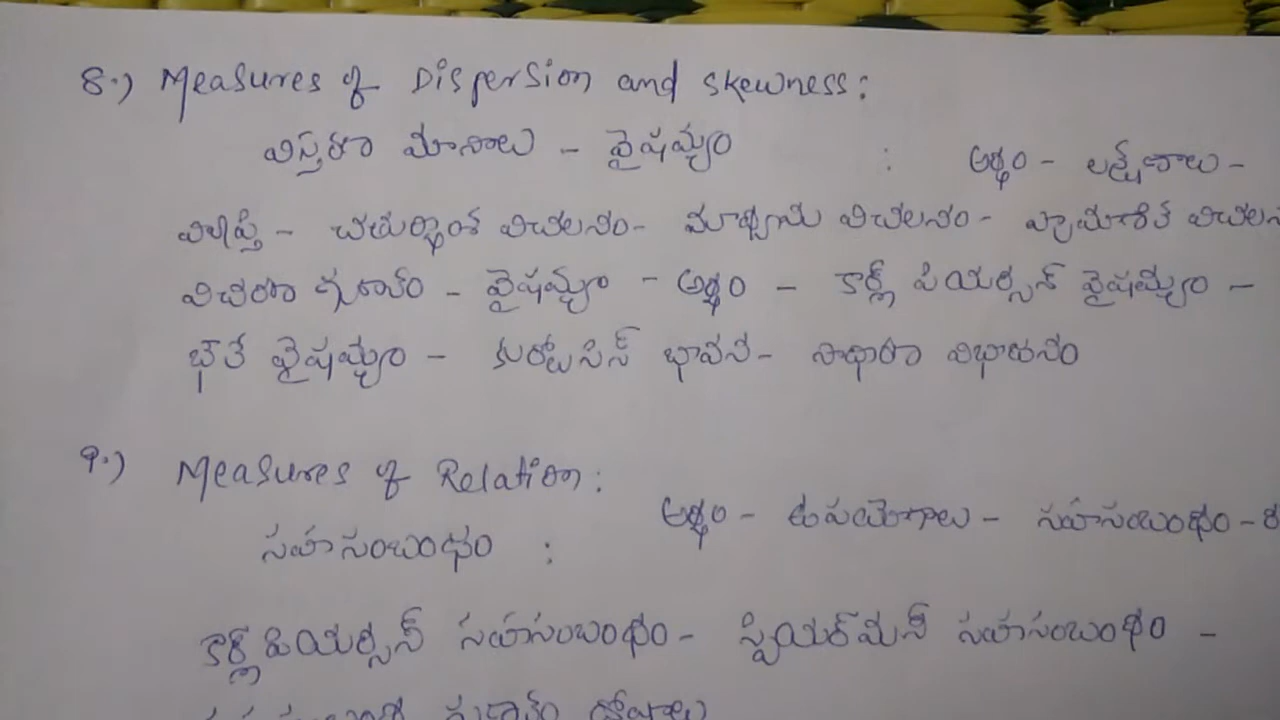 8.) Measures of Dispersion and Skewness:
విస్తరణ మానాలు - వైషమ్యం : అర్థం - లక్షణాలు -
వ్యాప్తి - చతుర్థాంశ విచలనం - మాధ్యమ విచలనం - క్రమశిత విచలన
విచరణ గుణకం - వైషమ్యం - అర్థం - కార్ల్ పియర్సన్ వైషమ్యం -
బౌలే వైషమ్యం - కుర్టోసిస్ భావన - సాధారణ విభాజనం
9.) Measures of Relation:
సహసంబంధం : అర్థం - ఉపయోగాలు - సహసంబంధం -
కార్ల్ పియర్సన్ సహసంబంధం - స్పియర్‌మన్ సహసంబంధం -
గుణకం దోషాలు